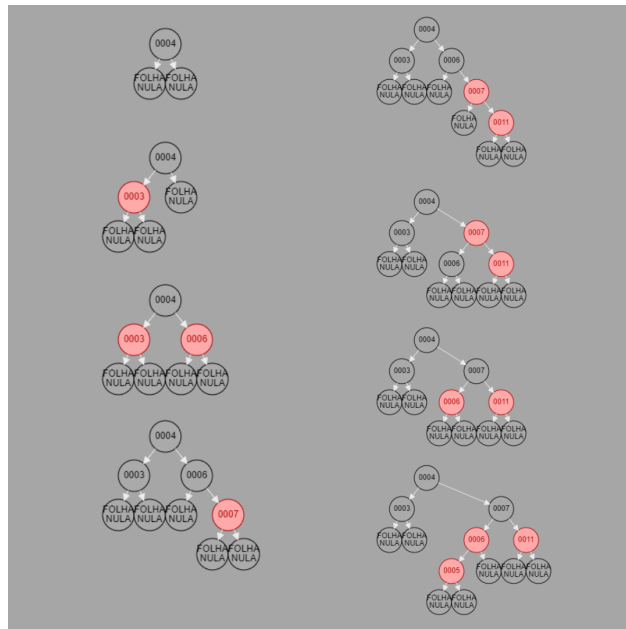 0004
FOLHA FOLHA
NULA NULA
0004
0003
FOLHA
NULA
FOLHA FOLHA
NULA NULA
0004
0003 0006
FOLHA FOLHA FOLHA FOLHA
NULA NULA NULA NULA
0004
0003 0006
FOLHA FOLHA FOLHA
NULA NULA NULA
0007
FOLHA FOLHA
NULA NULA
0004
0003 0006
FOLHA FOLHA FOLHA
NULA NULA NULA
0007
FOLHA
NULA
0011
FOLHA FOLHA
NULA NULA
0004
0003 0007
FOLHA FOLHA
NULA NULA
0006 0011
FOLHA FOLHA FOLHA FOLHA
NULA NULA NULA NULA
0004
0003 0007
FOLHA FOLHA
NULA NULA
0006 0011
FOLHA FOLHA FOLHA FOLHA
NULA NULA NULA NULA
0004
0003 0007
FOLHA FOLHA
NULA NULA
0006 0011
0005
FOLHA FOLHA FOLHA
NULA NULA NULA
FOLHA FOLHA
NULA NULA